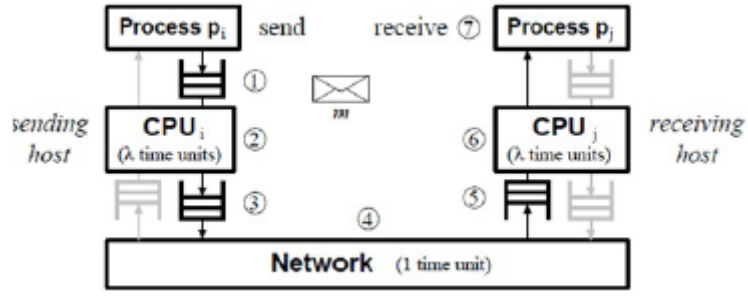 Process pi send receive ⑦ Process pj
①
m
sending host
CPUi
(λ time units)
②
⑥
CPUj
(λ time units)
receiving host
③
④
⑤
Network (1 time unit)